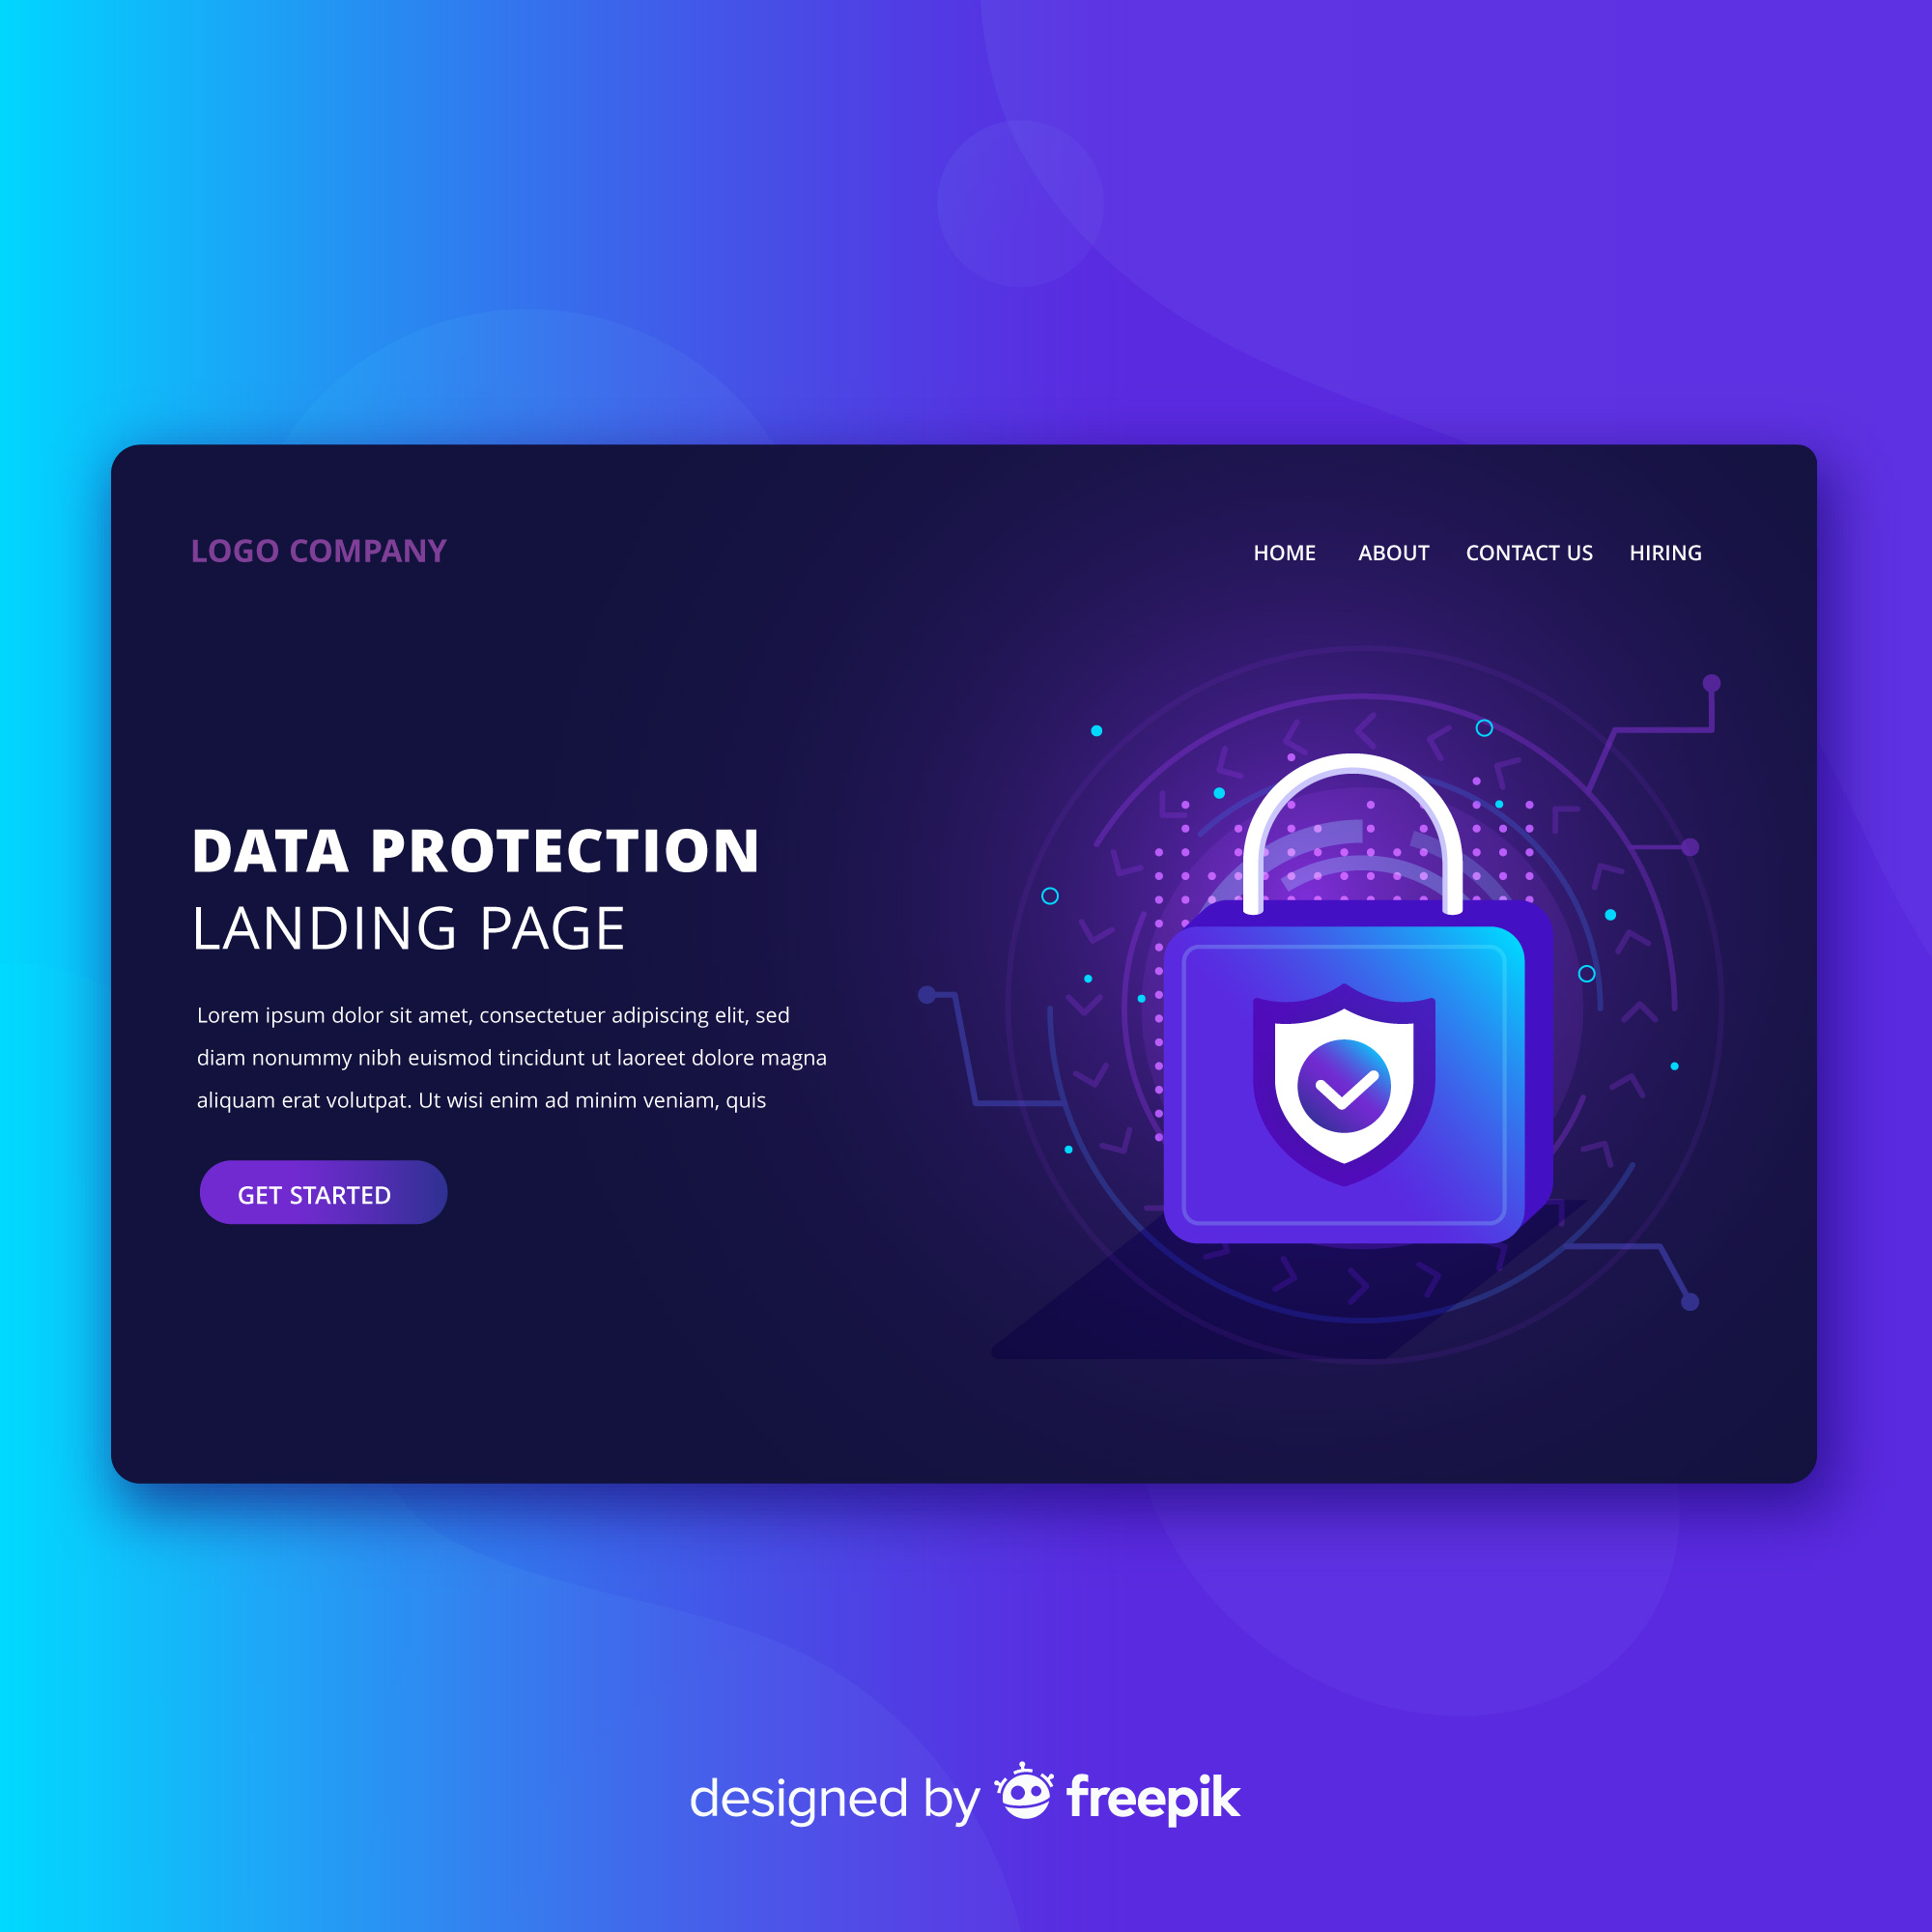 LOGO COMPANY
HOME ABOUT CONTACT US HIRING
DATA PROTECTION
LANDING PAGE
Lorem ipsum dolor sit amet, consectetuer adipiscing elit, sed
diam nonummy nibh euismod tincidunt ut laoreet dolore magna
aliquam erat volutpat. Ut wisi enim ad minim veniam, quis
GET STARTED
designed by freepik